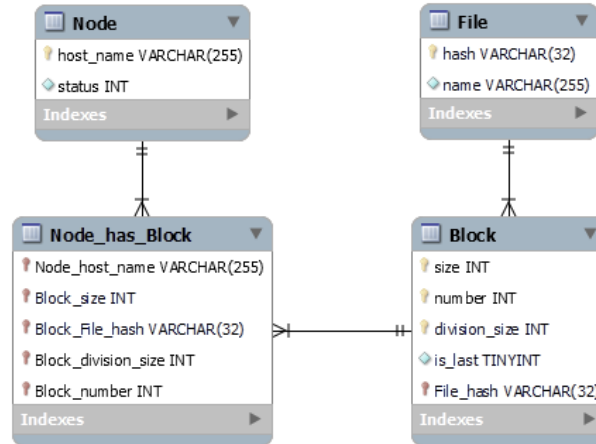 Node
host_name VARCHAR(255)
status INT
Indexes
File
hash VARCHAR(32)
name VARCHAR(255)
Indexes
Node_has_Block
Node_host_name VARCHAR(255)
Block_size INT
Block_File_hash VARCHAR(32)
Block_division_size INT
Block_number INT
Indexes
Block
size INT
number INT
division_size INT
is_last TINYINT
File_hash VARCHAR(32)
Indexes